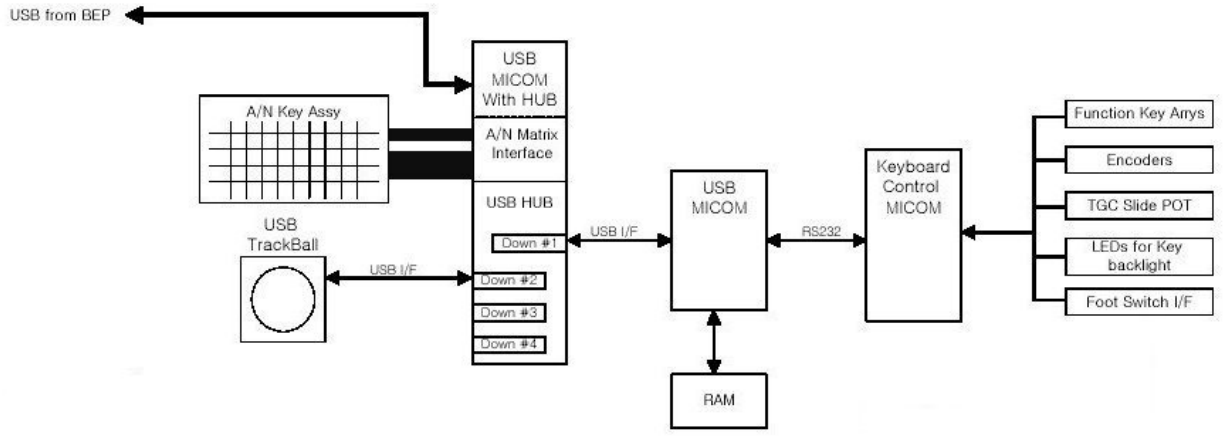 USB from BEP
USB
MICOM
With HUB
A/N Key Assy
A/N Matrix
Interface
USB HUB
Down #1
Down #2
Down #3
Down #4
USB
TrackBall
USB I/F
USB I/F
USB
MICOM
RS232
RAM
Keyboard
Control
MICOM
Function Key Arrys
Encoders
TGC Slide POT
LEDs for Key
backlight
Foot Switch I/F